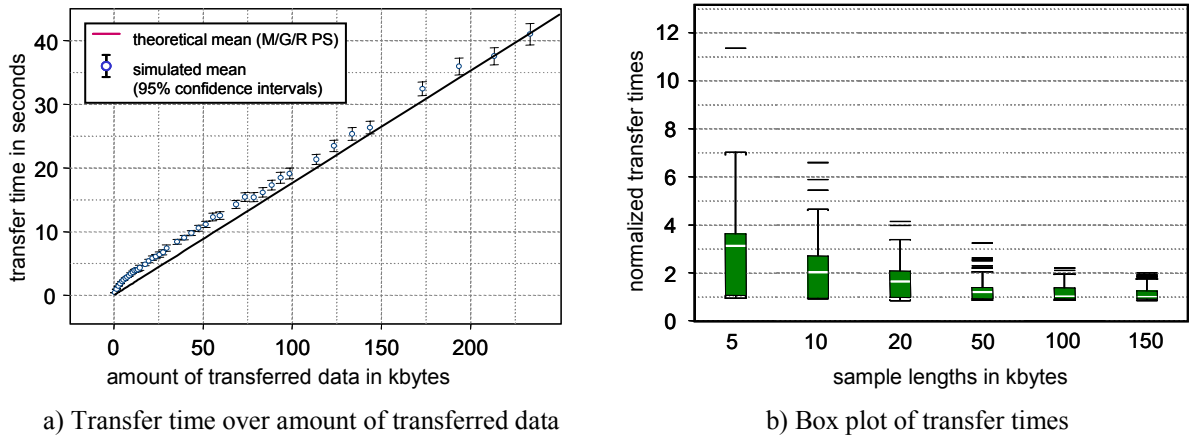 transfer time in seconds
40
30
20
10
0
theoretical mean (M/G/R PS)
simulated mean
(95% confidence intervals)
0 50 100 150 200
amount of transferred data in kbytes
a) Transfer time over amount of transferred data
normalized transfer times
12
10
8
6
4
2
0
5 10 20 50 100 150
sample lengths in kbytes
b) Box plot of transfer times